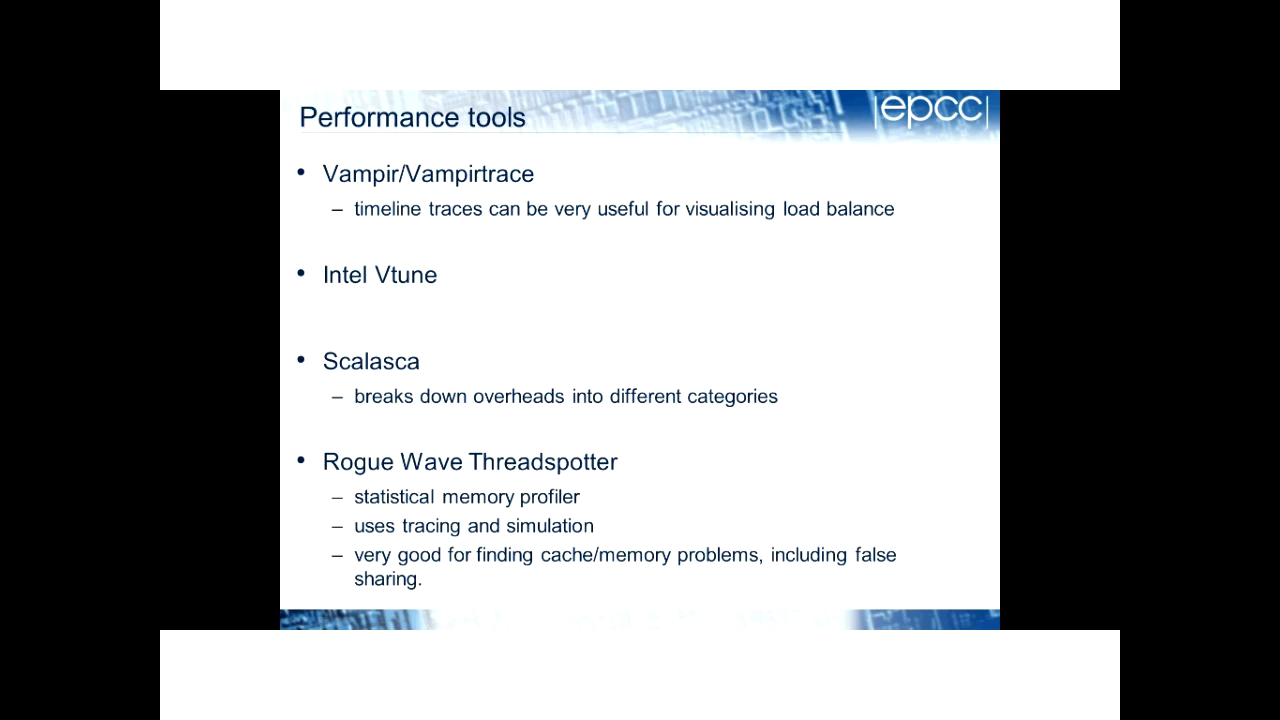 Performance tools
|epcc|
• Vampir/Vampirtrace
– timeline traces can be very useful for visualising load balance
• Intel Vtune
• Scalasca
– breaks down overheads into different categories
• Rogue Wave Threadspotter
– statistical memory profiler
– uses tracing and simulation
– very good for finding cache/memory problems, including false
sharing.